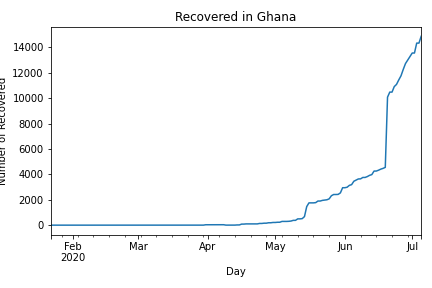 Recovered in Ghana
Number of Recovered
14000
12000
10000
8000
6000
4000
2000
0
Feb
2020
Mar
Apr
May
Jun
Jul
Day